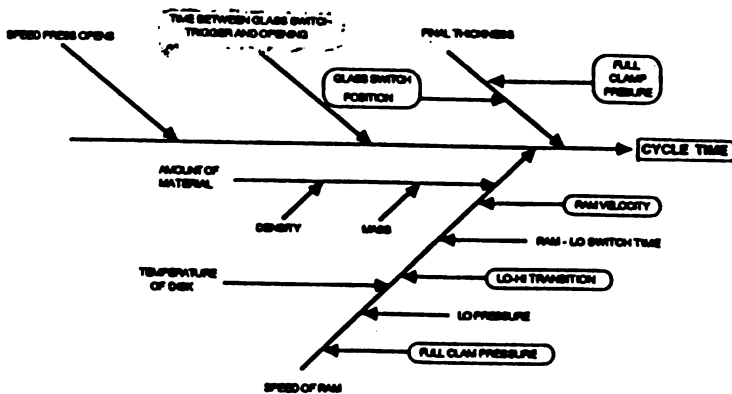 SPEED PRESS OPENS
TIME BETWEEN GLASS SWITCH-
TRIGGER AND OPENING
FINAL THICKNESS
GLASS SWITCH
POSITION
FULL
CLAMP
PRESURE
CYCLE TIME
AMOUNT OF
MATERIAL
DENSITY
MASS
RAM VELOCITY
RAM - LO SWITCH TIME
TEMPERATURE
OF DISK
LO-HI TRANSITION
LO PRESSURE
FULL CLAM PRESSURE
SPEED OF RAM